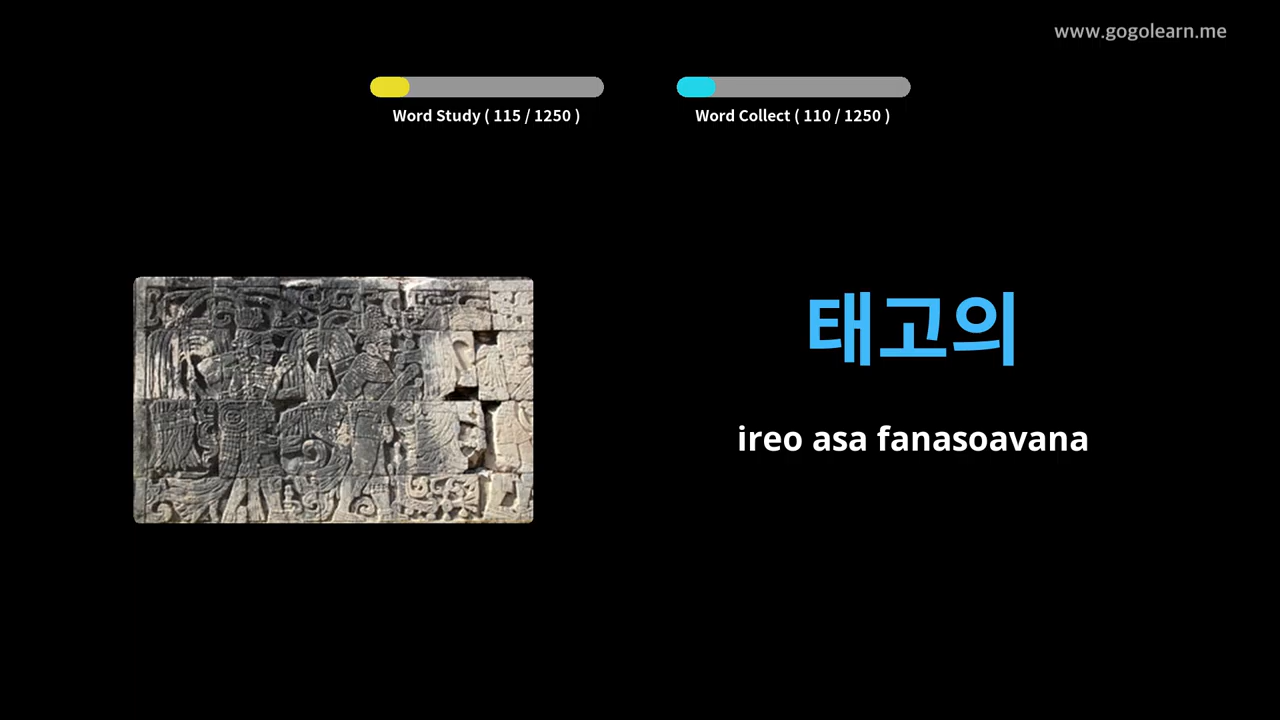 www.gogolearn.me
Word Study ( 115 / 1250 )
Word Collect ( 110 / 1250 )
태고의
ireo asa fanasoavana